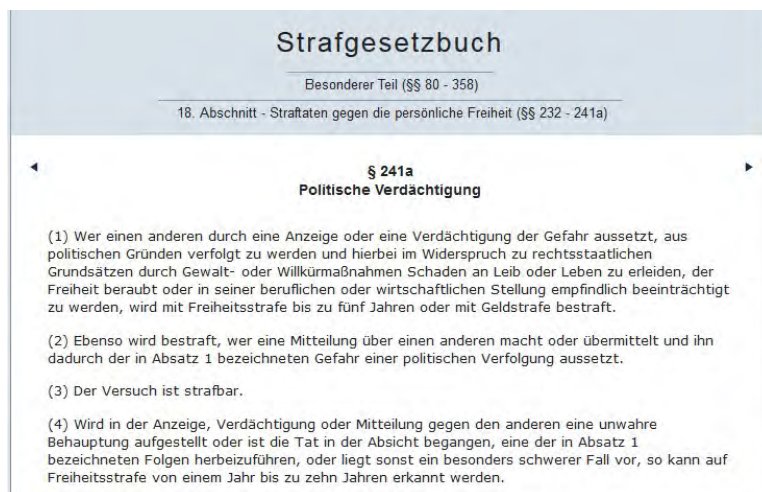 Strafgesetzbuch
Besonderer Teil (§§ 80 - 358)
18. Abschnitt - Straftaten gegen die persönliche Freiheit (§§ 232 - 241a)
§ 241a
Politische Verdächtigung
(1) Wer einen anderen durch eine Anzeige oder eine Verdächtigung der Gefahr aussetzt, aus
politischen Gründen verfolgt zu werden und hierbei im Widerspruch zu rechtsstaatlichen
Grundsätzen durch Gewalt- oder Willkürmaßnahmen Schaden an Leib oder Leben zu erleiden, der
Freiheit beraubt oder in seiner beruflichen oder wirtschaftlichen Stellung empfindlich beeinträchtigt
zu werden, wird mit Freiheitsstrafe bis zu fünf Jahren oder mit Geldstrafe bestraft.
(2) Ebenso wird bestraft, wer eine Mitteilung über einen anderen macht oder übermittelt und ihn
dadurch der in Absatz 1 bezeichneten Gefahr einer politischen Verfolgung aussetzt.
(3) Der Versuch ist strafbar.
(4) Wird in der Anzeige, Verdächtigung oder Mitteilung gegen den anderen eine unwahre
Behauptung aufgestellt oder ist die Tat in der Absicht begangen, eine der in Absatz 1
bezeichneten Folgen herbeizuführen, oder liegt sonst ein besonders schwerer Fall vor, so kann auf
Freiheitsstrafe von einem Jahr bis zu zehn Jahren erkannt werden.